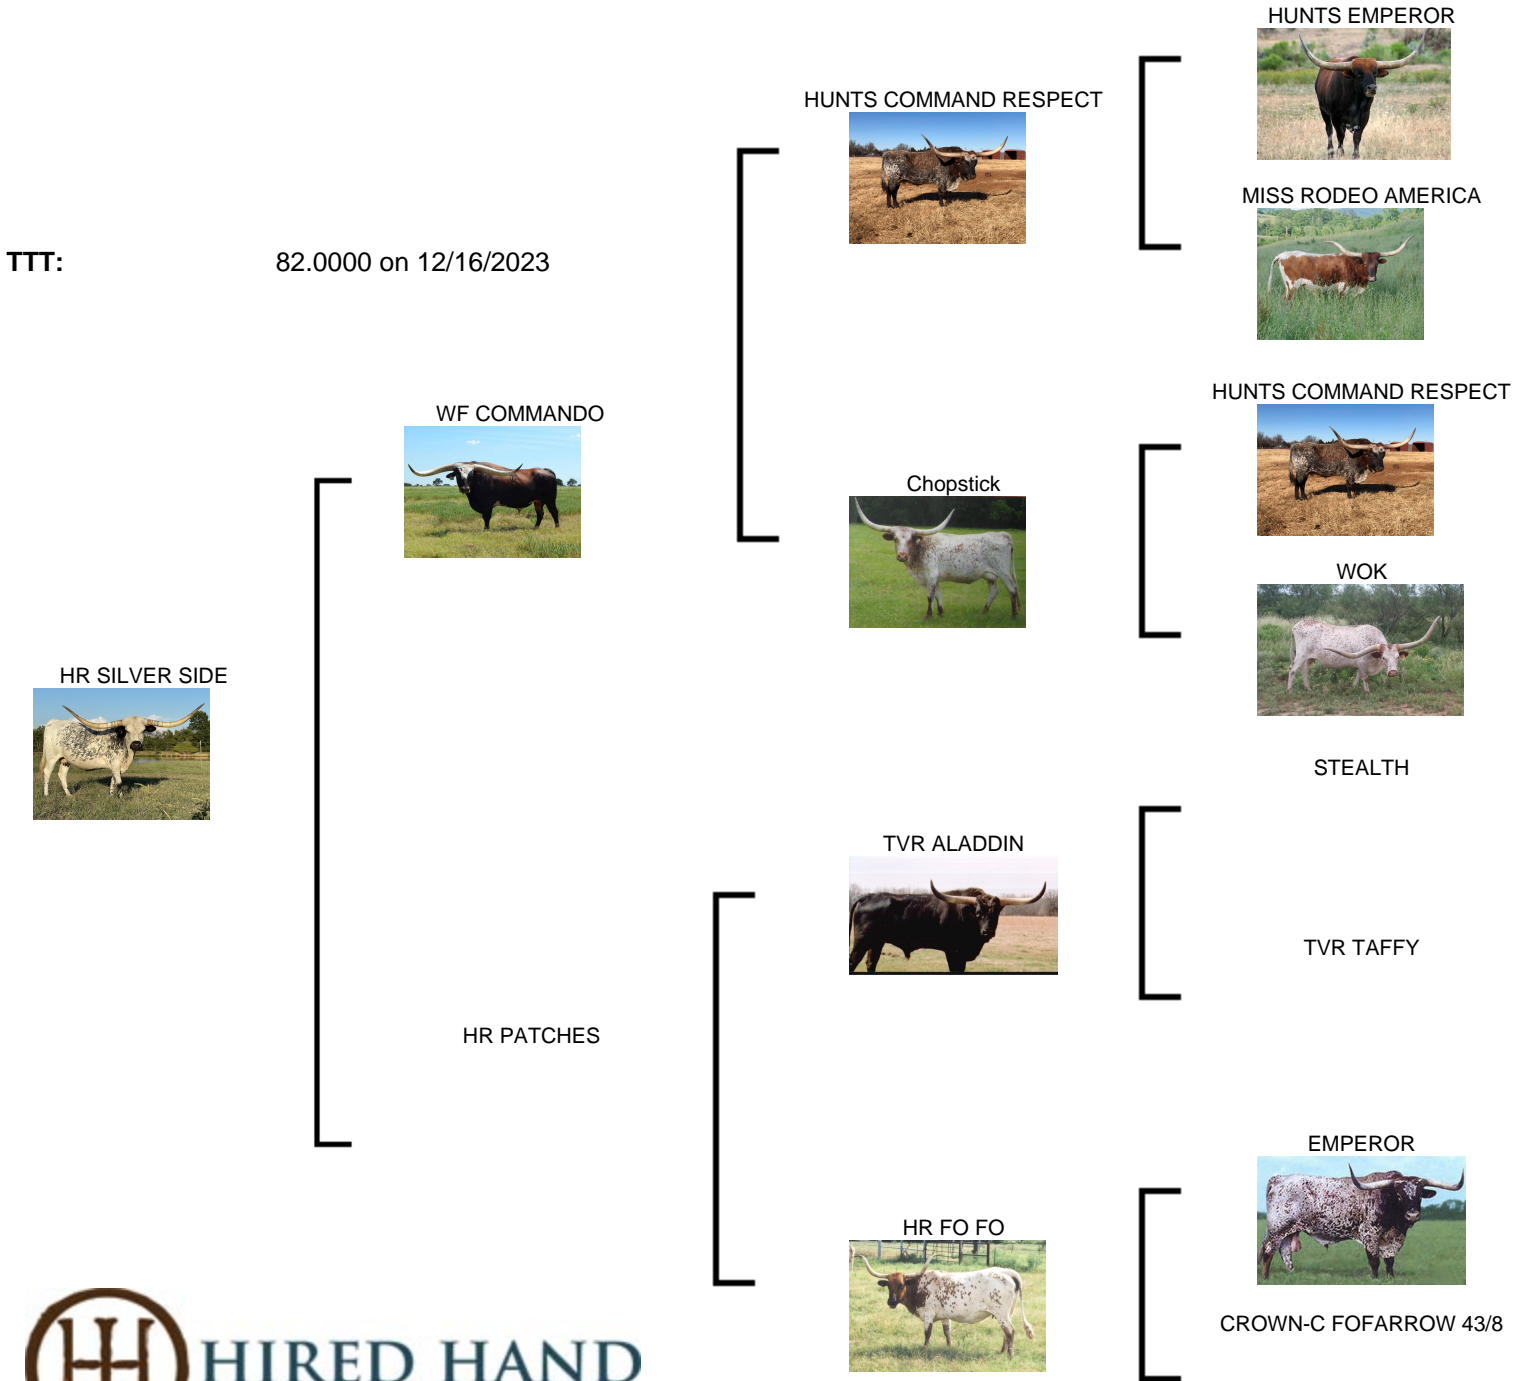 HUNTS EMPEROR
HUNTS COMMAND RESPECT
MISS RODEO AMERICA
TTT: 82.0000 on 12/16/2023
HUNTS COMMAND RESPECT
WF COMMANDO
Chopstick
WOK
HR SILVER SIDE
STEALTH
TVR ALADDIN
TVR TAFFY
HR PATCHES
EMPEROR
HR FO FO
CROWN-C FOFARROW 43/8
HIRED HAND